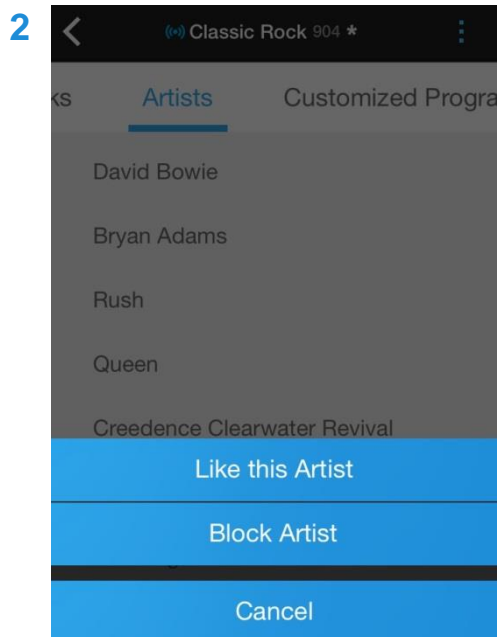 2
Classic Rock 904 *
ks Artists Customized Progra
David Bowie
Bryan Adams
Rush
Queen
Creedence Clearwater Revival
Like this Artist
Block Artist
Cancel